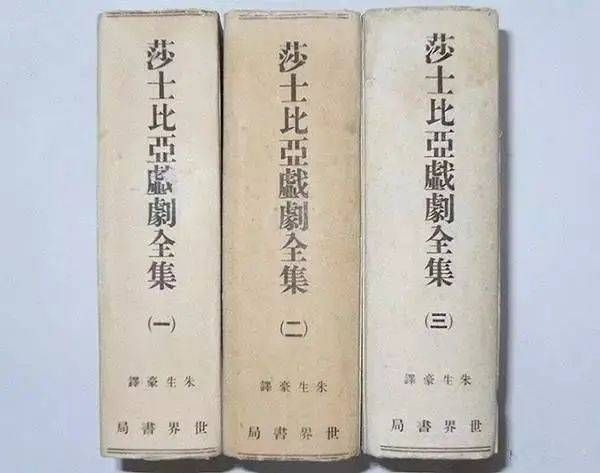 莎士比亞戲劇全集
(一)
朱生豪譯
世界書局
莎士比亞戲劇全集
(二)
朱生豪譯
世界書局
莎士比亞戲劇全集
(三)
朱生豪譯
世界書局